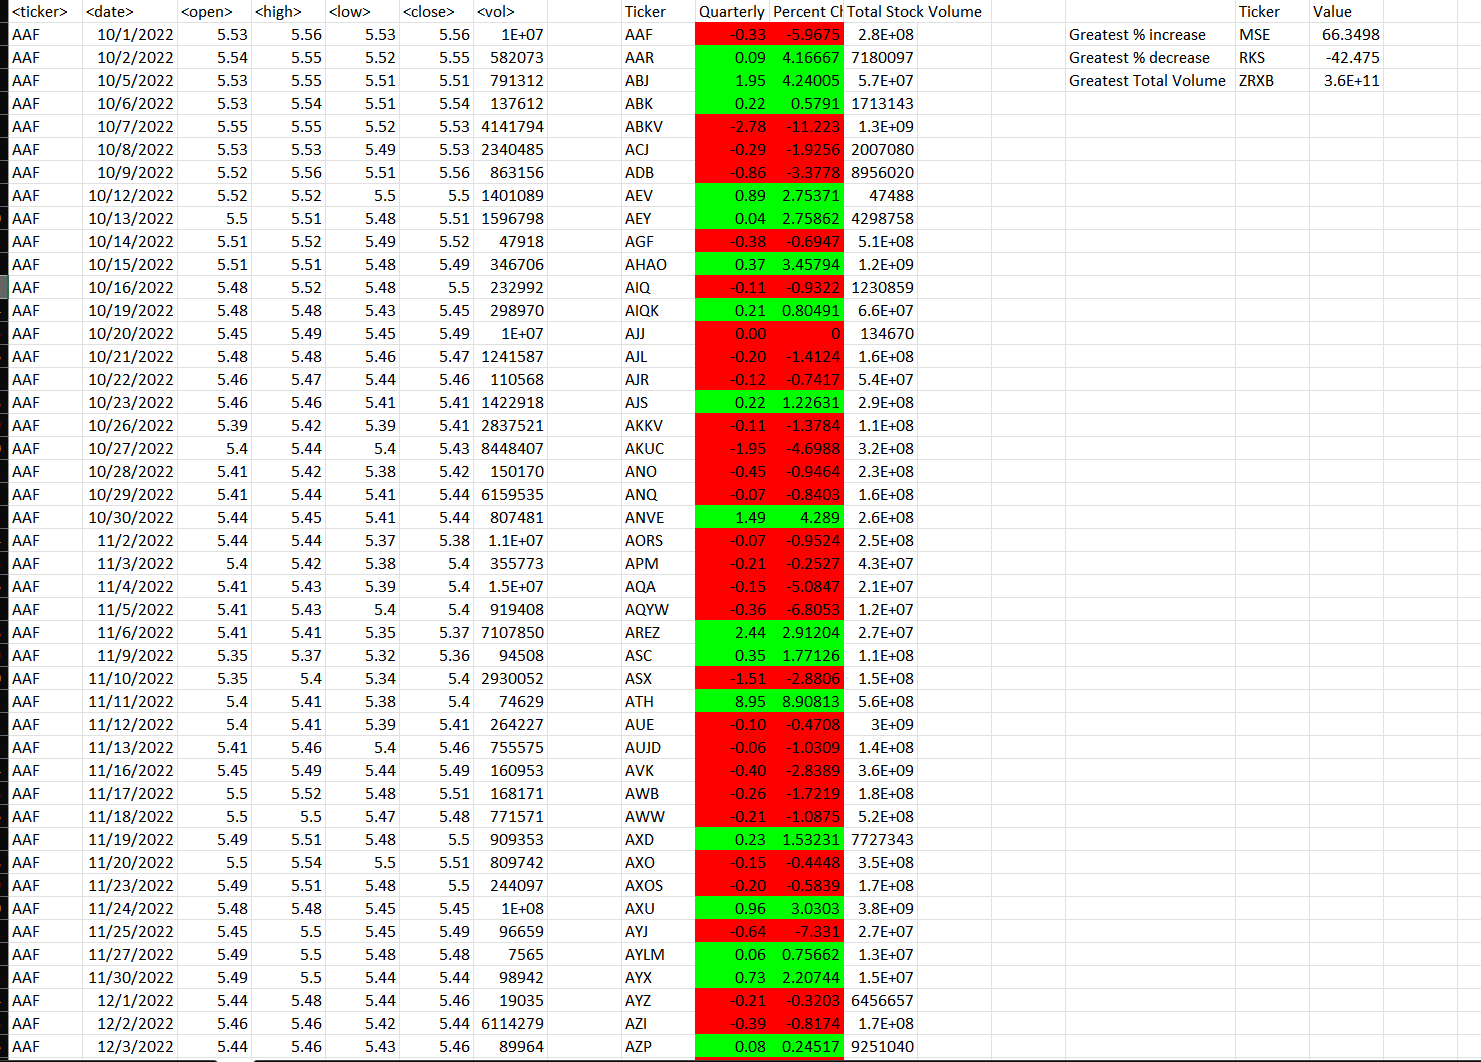 <ticker> <date> <open> <high> <low> <close> <vol> Ticker Quarterly Percent Ch Total Stock Volume Ticker Value
AAF 10/1/2022 5.53 5.56 5.53 5.56 1E+07 AAF -0.33 -5.9675 2.8E+08 Greatest % increase MSE 66.3498
AAF 10/2/2022 5.54 5.55 5.52 5.55 582073 AAR 0.09 4.16667 7180097 Greatest % decrease RKS -42.475
AAF 10/5/2022 5.53 5.55 5.51 5.51 791312 ABJ 1.95 4.24005 5.7E+07 Greatest Total Volume ZRXB 3.6E+11
AAF 10/6/2022 5.53 5.54 5.51 5.54 137612 ABK 0.22 0.5791 1713143
AAF 10/7/2022 5.55 5.55 5.52 5.53 4141794 ABKV -2.78 -11.223 1.3E+09
AAF 10/8/2022 5.53 5.53 5.49 5.53 2340485 ACJ -0.29 -1.9256 2007080
AAF 10/9/2022 5.52 5.56 5.51 5.56 863156 ADB -0.86 -3.3778 8956020
AAF 10/12/2022 5.52 5.52 5.5 5.5 1401089 AEV 0.89 2.75371 47488
AAF 10/13/2022 5.5 5.51 5.48 5.51 1596798 AEY 0.04 2.75862 4298758
AAF 10/14/2022 5.51 5.52 5.49 5.52 47918 AGF -0.38 -0.6947 5.1E+08
AAF 10/15/2022 5.51 5.51 5.48 5.49 346706 AHAO 0.37 3.45794 1.2E+09
AAF 10/16/2022 5.48 5.52 5.48 5.5 232992 AIQ -0.11 -0.9322 1230859
AAF 10/19/2022 5.48 5.48 5.43 5.45 298970 AIQK 0.21 0.80491 6.6E+07
AAF 10/20/2022 5.45 5.49 5.45 5.49 1E+07 AJJ 0.00 0 134670
AAF 10/21/2022 5.48 5.48 5.46 5.47 1241587 AJL -0.20 -1.4124 1.6E+08
AAF 10/22/2022 5.46 5.47 5.44 5.46 110568 AJR -0.12 -0.7417 5.4E+07
AAF 10/23/2022 5.46 5.46 5.41 5.41 1422918 AJS 0.22 1.22631 2.9E+08
AAF 10/26/2022 5.39 5.42 5.39 5.41 2837521 AKKV -0.11 -1.3784 1.1E+08
AAF 10/27/2022 5.4 5.44 5.4 5.43 8448407 AKUC -1.95 -4.6988 3.2E+08
AAF 10/28/2022 5.41 5.42 5.38 5.42 150170 ANO -0.45 -0.9464 2.3E+08
AAF 10/29/2022 5.41 5.44 5.41 5.44 6159535 ANQ -0.07 -0.8403 1.6E+08
AAF 10/30/2022 5.44 5.45 5.41 5.44 807481 ANVE 1.49 4.289 2.6E+08
AAF 11/2/2022 5.44 5.44 5.37 5.38 1.1E+07 AORS -0.07 -0.9524 2.5E+08
AAF 11/3/2022 5.4 5.42 5.38 5.4 355773 APM -0.21 -0.2527 4.3E+07
AAF 11/4/2022 5.41 5.43 5.39 5.4 1.5E+07 AQA -0.15 -5.0847 2.1E+07
AAF 11/5/2022 5.41 5.43 5.4 5.4 919408 AQYW -0.36 -6.8053 1.2E+07
AAF 11/6/2022 5.41 5.41 5.35 5.37 7107850 AREZ 2.44 2.91204 2.7E+07
AAF 11/9/2022 5.35 5.37 5.32 5.36 94508 ASC 0.35 1.77126 1.1E+08
AAF 11/10/2022 5.35 5.4 5.34 5.4 2930052 ASX -1.51 -2.8806 1.5E+08
AAF 11/11/2022 5.4 5.41 5.38 5.4 74629 ATH 8.95 8.90813 5.6E+08
AAF 11/12/2022 5.4 5.41 5.39 5.41 264227 AUE -0.10 -0.4708 3E+09
AAF 11/13/2022 5.41 5.46 5.4 5.46 755575 AUJD -0.06 -1.0309 1.4E+08
AAF 11/16/2022 5.45 5.49 5.44 5.49 160953 AVK -0.40 -2.8389 3.6E+09
AAF 11/17/2022 5.5 5.52 5.48 5.51 168171 AWB -0.26 -1.7219 1.8E+08
AAF 11/18/2022 5.5 5.5 5.47 5.48 771571 AWW -0.21 -1.0875 5.2E+08
AAF 11/19/2022 5.49 5.51 5.48 5.5 909353 AXD 0.23 1.53231 7727343
AAF 11/20/2022 5.5 5.54 5.5 5.51 809742 AXO -0.15 -0.4448 3.5E+08
AAF 11/23/2022 5.49 5.51 5.48 5.5 244097 AXOS -0.20 -0.5839 1.7E+08
AAF 11/24/2022 5.48 5.48 5.45 5.45 1E+08 AXU 0.96 3.0303 3.8E+09
AAF 11/25/2022 5.45 5.5 5.45 5.49 96659 AYJ -0.64 -7.331 2.7E+07
AAF 11/27/2022 5.49 5.5 5.48 5.48 7565 AYLM 0.06 0.75662 1.3E+07
AAF 11/30/2022 5.49 5.5 5.44 5.44 98942 AYX 0.73 2.20744 1.5E+07
AAF 12/1/2022 5.44 5.48 5.44 5.46 19035 AYZ -0.21 -0.3203 6456657
AAF 12/2/2022 5.46 5.46 5.42 5.44 6114279 AZI -0.39 -0.8174 1.7E+08
AAF 12/3/2022 5.44 5.46 5.43 5.46 89964 AZP 0.08 0.24517 9251040